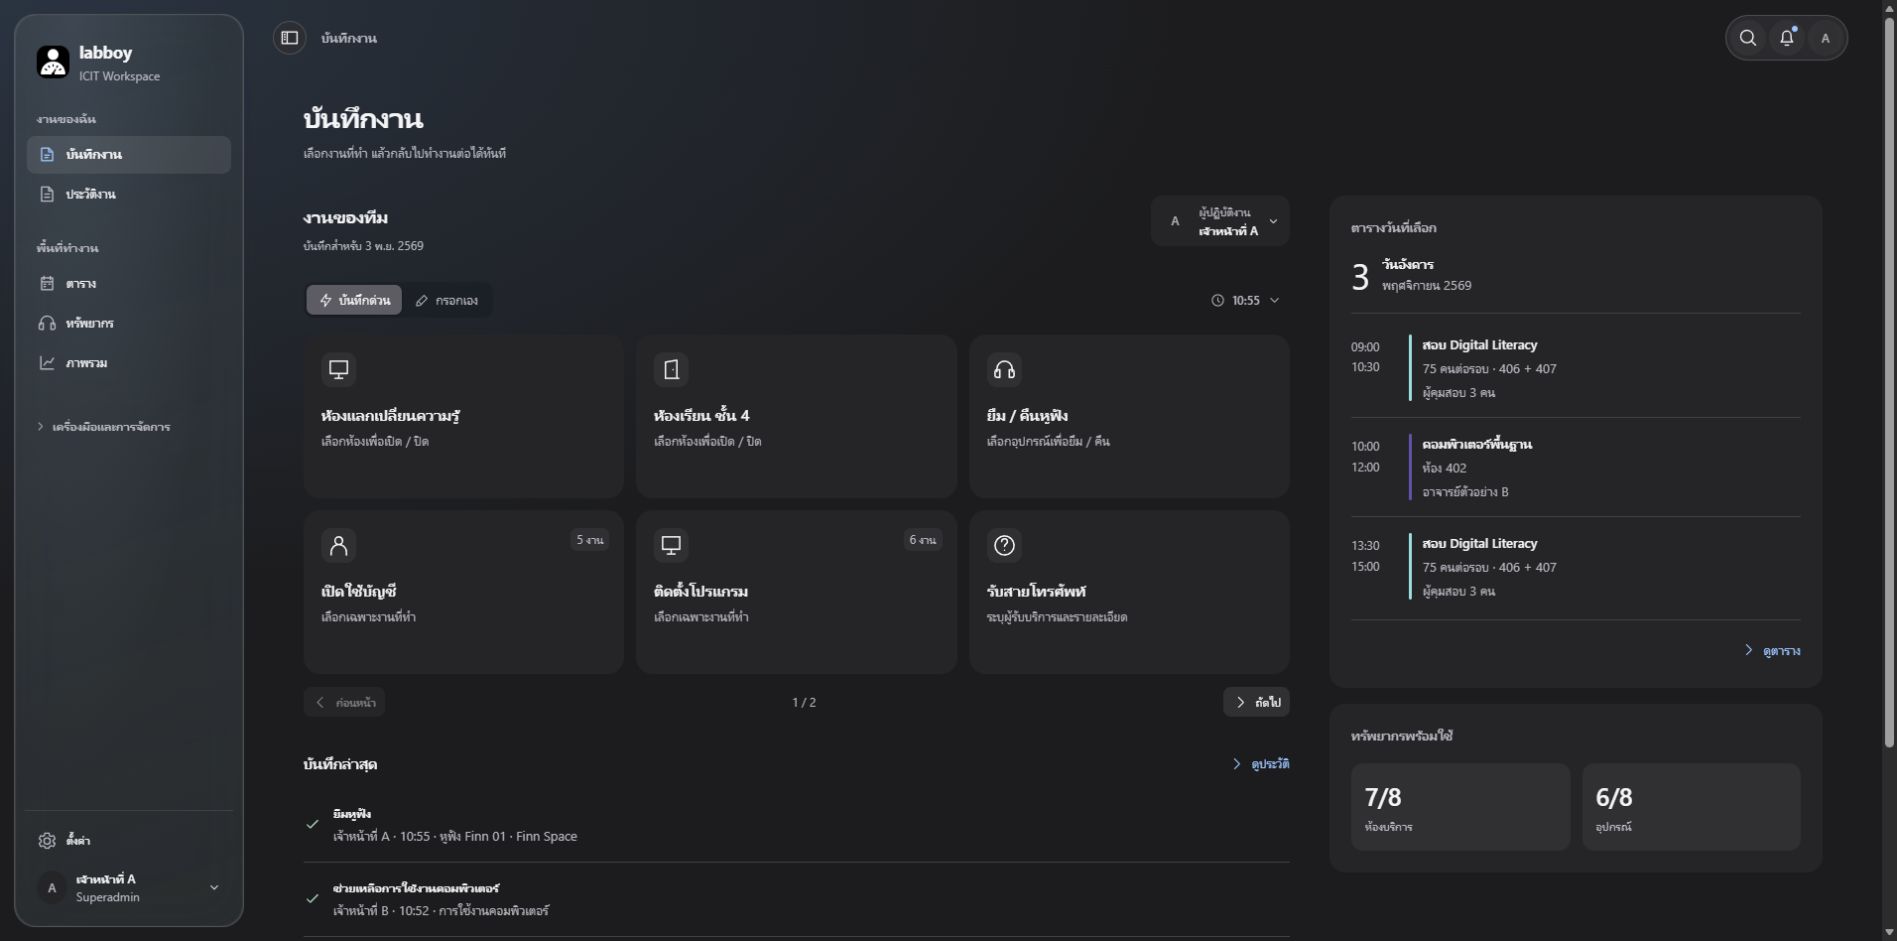 labboy
ICIT Workspace
งานของฉัน
บันทึกงาน
ประวัติงาน
พื้นที่ทำงาน
ตาราง
ทรัพยากร
ภาพรวม
เครื่องมือและการจัดการ
ตั้งค่า
A
เจ้าหน้าที่ A
Superadmin
บันทึกงาน
A
บันทึกงาน
เลือกงานที่ทำ แล้วกลับไปทำงานต่อได้ทันที
งานของทีม
บันทึกสำหรับ 3 พ.ย. 2569
A
ผู้ปฏิบัติงาน
เจ้าหน้าที่ A
บันทึกด่วน
กรอกเอง
10:55
ห้องแลกเปลี่ยนความรู้
เลือกห้องเพื่อเปิด / ปิด
ห้องเรียน ชั้น 4
เลือกห้องเพื่อเปิด / ปิด
ยืม / คืนหูฟัง
เลือกอุปกรณ์เพื่อยืม / คืน
5 งาน
เปิดใช้บัญชี
เลือกเฉพาะงานที่ทำ
6 งาน
ติดตั้งโปรแกรม
เลือกเฉพาะงานที่ทำ
รับสายโทรศัพท์
ระบุผู้รับบริการและรายละเอียด
ก่อนหน้า
1 / 2
ถัดไป
บันทึกล่าสุด
ดูประวัติ
ยืมหูฟัง
เจ้าหน้าที่ A · 10:55 · หูฟัง Finn 01 · Finn Space
ช่วยเหลือการใช้งานคอมพิวเตอร์
เจ้าหน้าที่ B · 10:52 · การใช้งานคอมพิวเตอร์
ตารางวันที่เลือก
3
วันอังคาร
พฤศจิกายน 2569
09:00
10:30
สอบ Digital Literacy
75 คนต่อรอบ · 406 + 407
ผู้คุมสอบ 3 คน
10:00
12:00
คอมพิวเตอร์พื้นฐาน
ห้อง 402
อาจารย์ตัวอย่าง B
13:30
15:00
สอบ Digital Literacy
75 คนต่อรอบ · 406 + 407
ผู้คุมสอบ 3 คน
ดูตาราง
ทรัพยากรพร้อมใช้
7/8
ห้องบริการ
6/8
อุปกรณ์